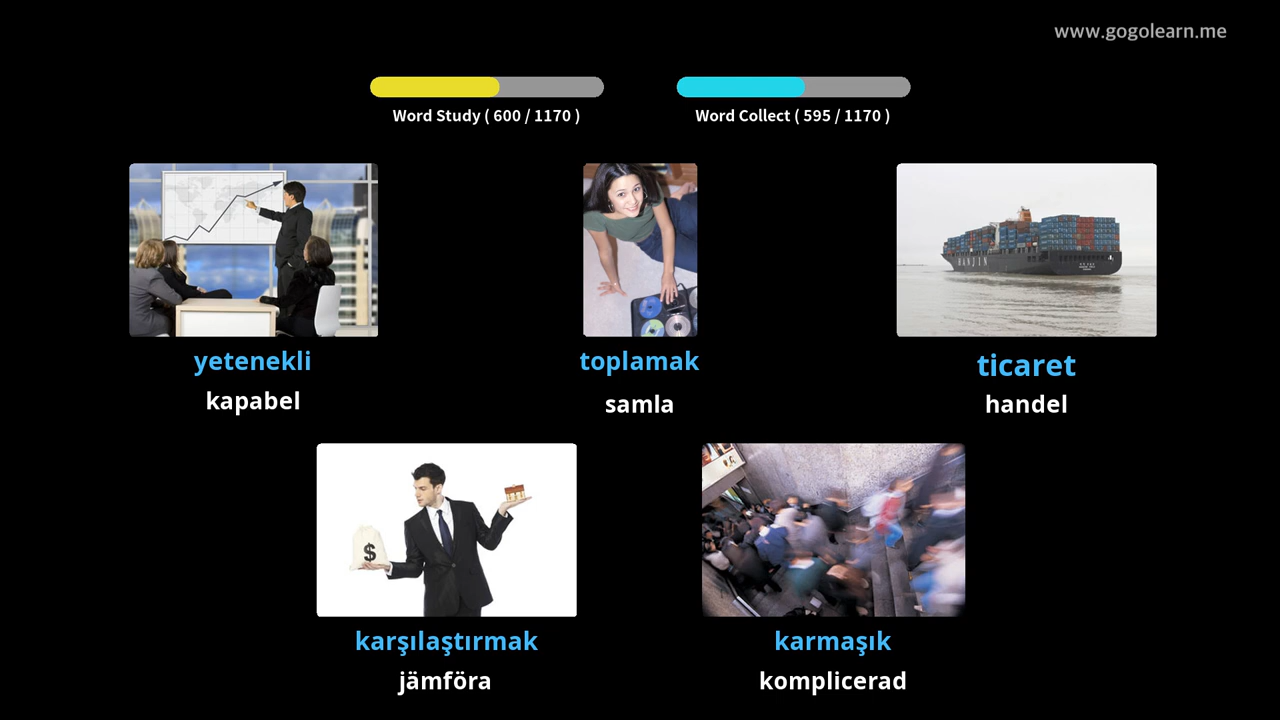 www.gogolearn.me
Word Study ( 600 / 1170 )
Word Collect ( 595 / 1170 )
yetenekli
kapabel
toplamak
samla
HANJIN
ticaret
handel
$
karşılaştırmak
jämföra
karmaşık
komplicerad